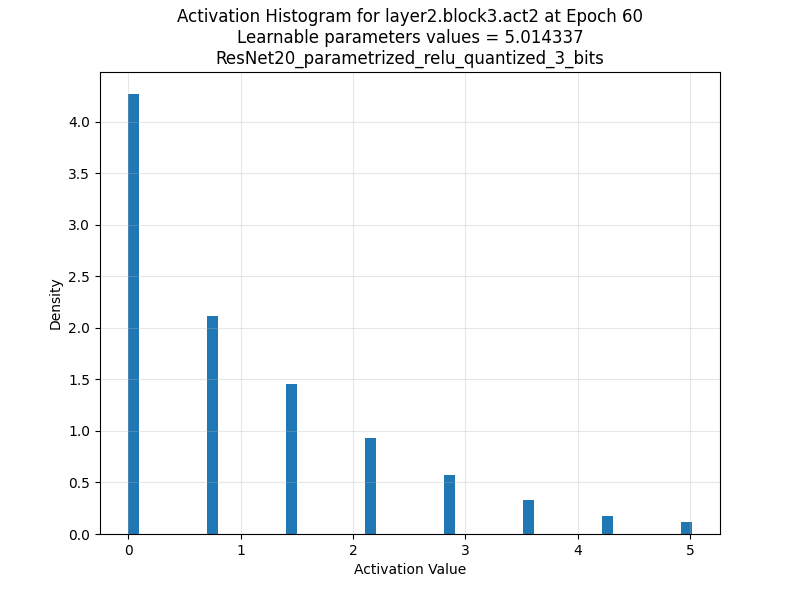 Activation Histogram for layer2.block3.act2 at Epoch 60
Learnable parameters values = 5.014337
ResNet20_parametrized_relu_quantized_3_bits
4.0
3.5
3.0
2.5
2.0
1.5
1.0
0.5
0.0
Density
0 1 2 3 4 5
Activation Value